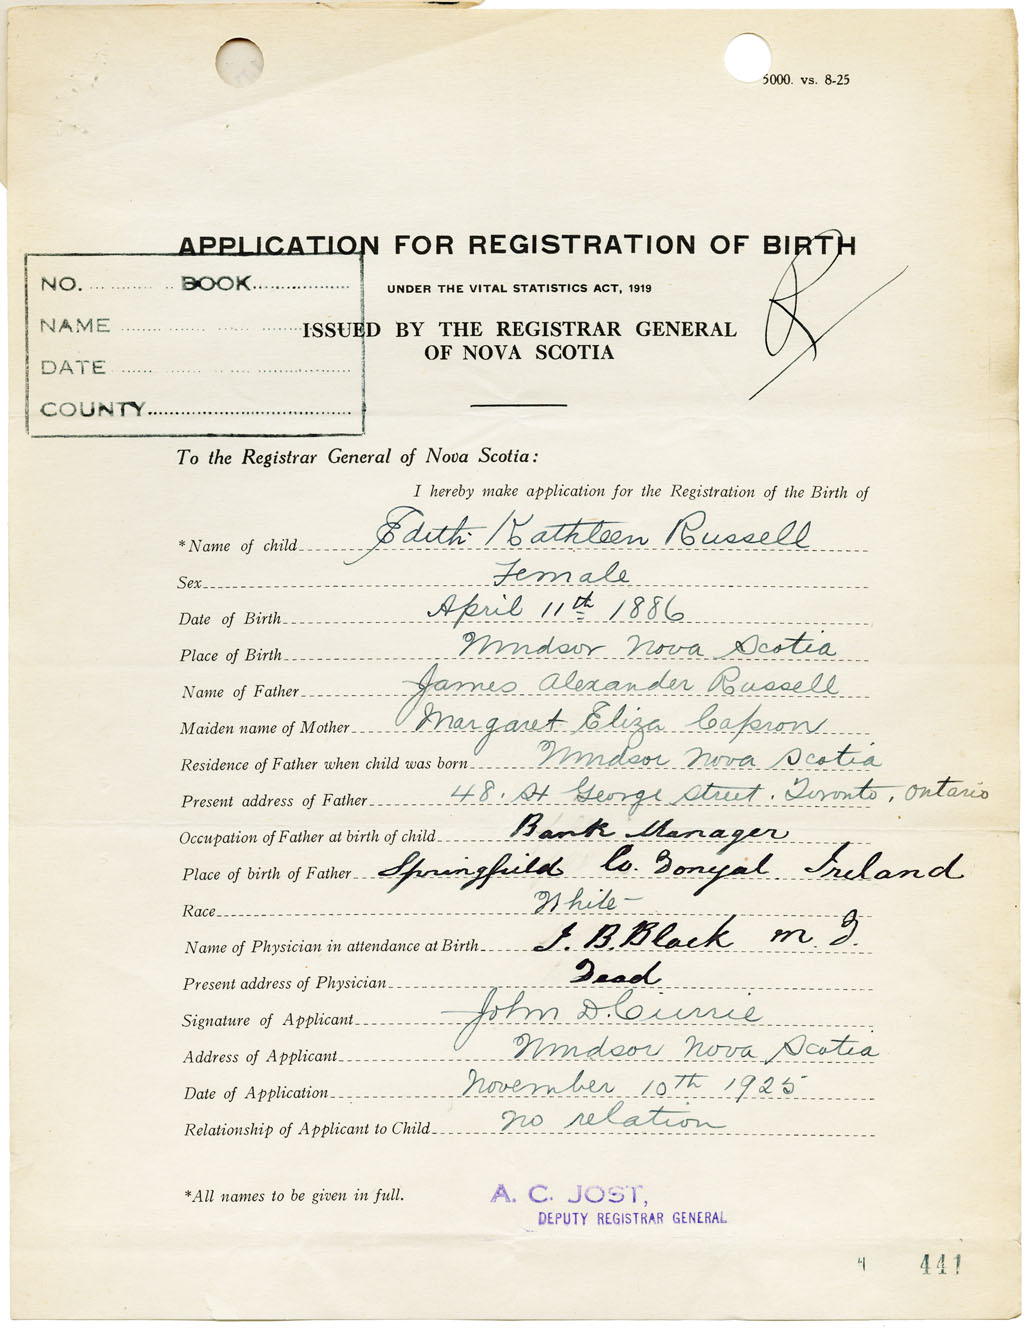 5000. vs. 8-25
APPLICATION FOR REGISTRATION OF BIRTH
UNDER THE VITAL STATISTICS ACT, 1919
ISSUED BY THE REGISTRAR GENERAL
OF NOVA SCOTIA
R
NO. BOOK
NAME
DATE
COUNTY
To the Registrar General of Nova Scotia:
I hereby make application for the Registration of the Birth of
*Name of child Edith Kathleen Russell
Sex Female
Date of Birth April 11th 1886
Place of Birth Windsor Nova Scotia
Name of Father James Alexander Russell
Maiden name of Mother Margaret Eliza Capron
Residence of Father when child was born Windsor Nova Scotia
Present address of Father 48. St George Street. Toronto, Ontario
Occupation of Father at birth of child Bank Manager
Place of birth of Father Springfield Co. Donegal. Ireland
Race White-
Name of Physician in attendance at Birth J. B. Black M. D.
Present address of Physician Dead
Signature of Applicant John D. Currie
Address of Applicant Windsor Nova Scotia
Date of Application November 10th 1925
Relationship of Applicant to Child no relation
*All names to be given in full.
A. C. JOST,
DEPUTY REGISTRAR GENERAL
441